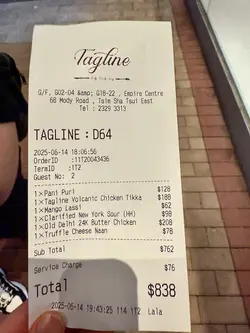 Tagline
G/F, G02-04 &amp; G18-22 , Empire Centre
68 Mody Road , Tsim Sha Tsui East
Tel : 2329 3313
TAGLINE : D64
2025-06-14 18:06:56
OrderID :11T20043436
TermID :1T2
Guest No: 2
1×Pani Puri $128
1×Tagline Volcanic Chicken Tikka $188
1×Mango Lassi $62
1×Clarified New York Sour (HH) $98
1×Old Delhi 24K Butter Chicken $208
1×Truffle Cheese Naan $78
Sub Total $762
Service Charge $76
Total $838
2025-06-14 19:43:25 114 1T2 Lala